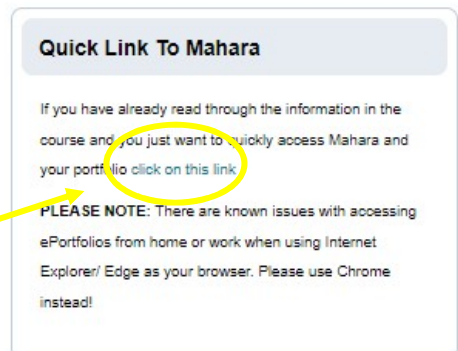 Quick Link To Mahara
If you have already read through the information in the
course and you just want to quickly access Mahara and
your portfolio click on this link
PLEASE NOTE: There are known issues with accessing
ePortfolios from home or work when using Internet
Explorer/ Edge as your browser. Please use Chrome
instead!